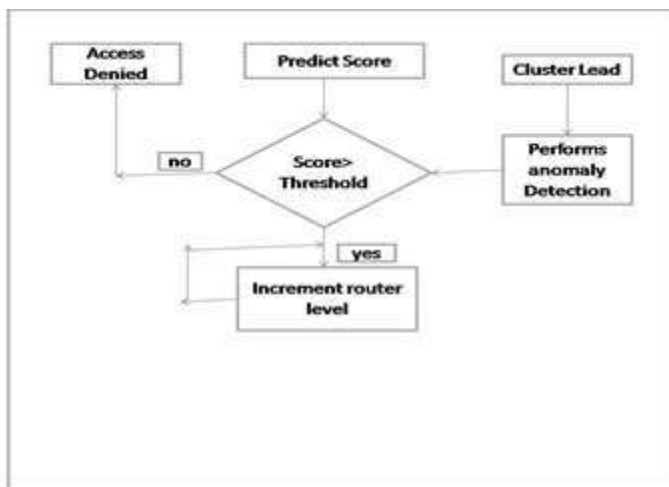 Access
Denied
Predict Score
Cluster Lead
no
Score>
Threshold
Performs
anomaly
Detection
yes
Increment router
level